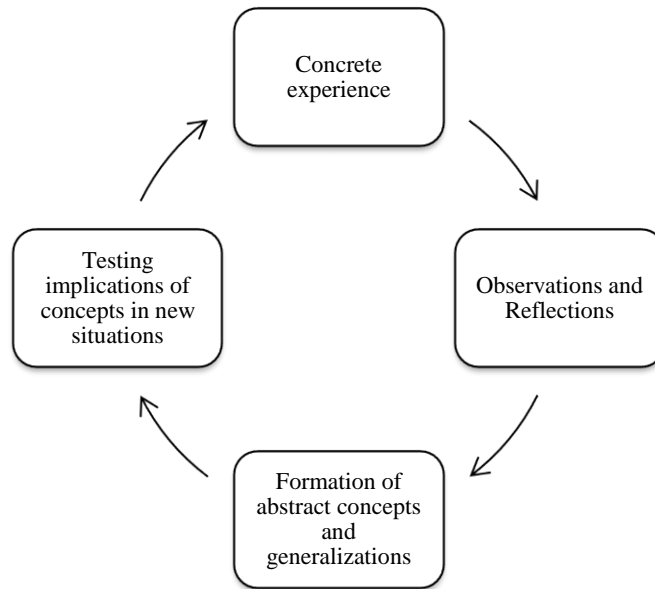 Concrete
experience
Observations and
Reflections
Formation of
abstract concepts
and
generalizations
Testing
implications of
concepts in new
situations